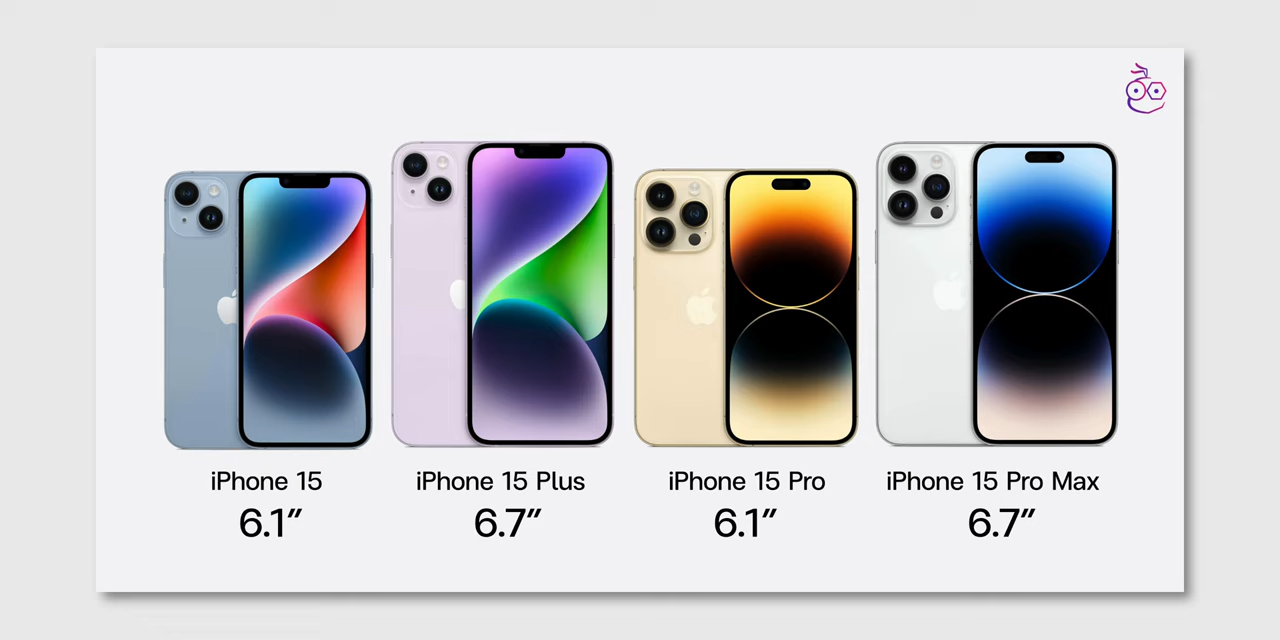 iPhone 15
6.1″
iPhone 15 Plus
6.7″
iPhone 15 Pro
6.1″
iPhone 15 Pro Max
6.7″